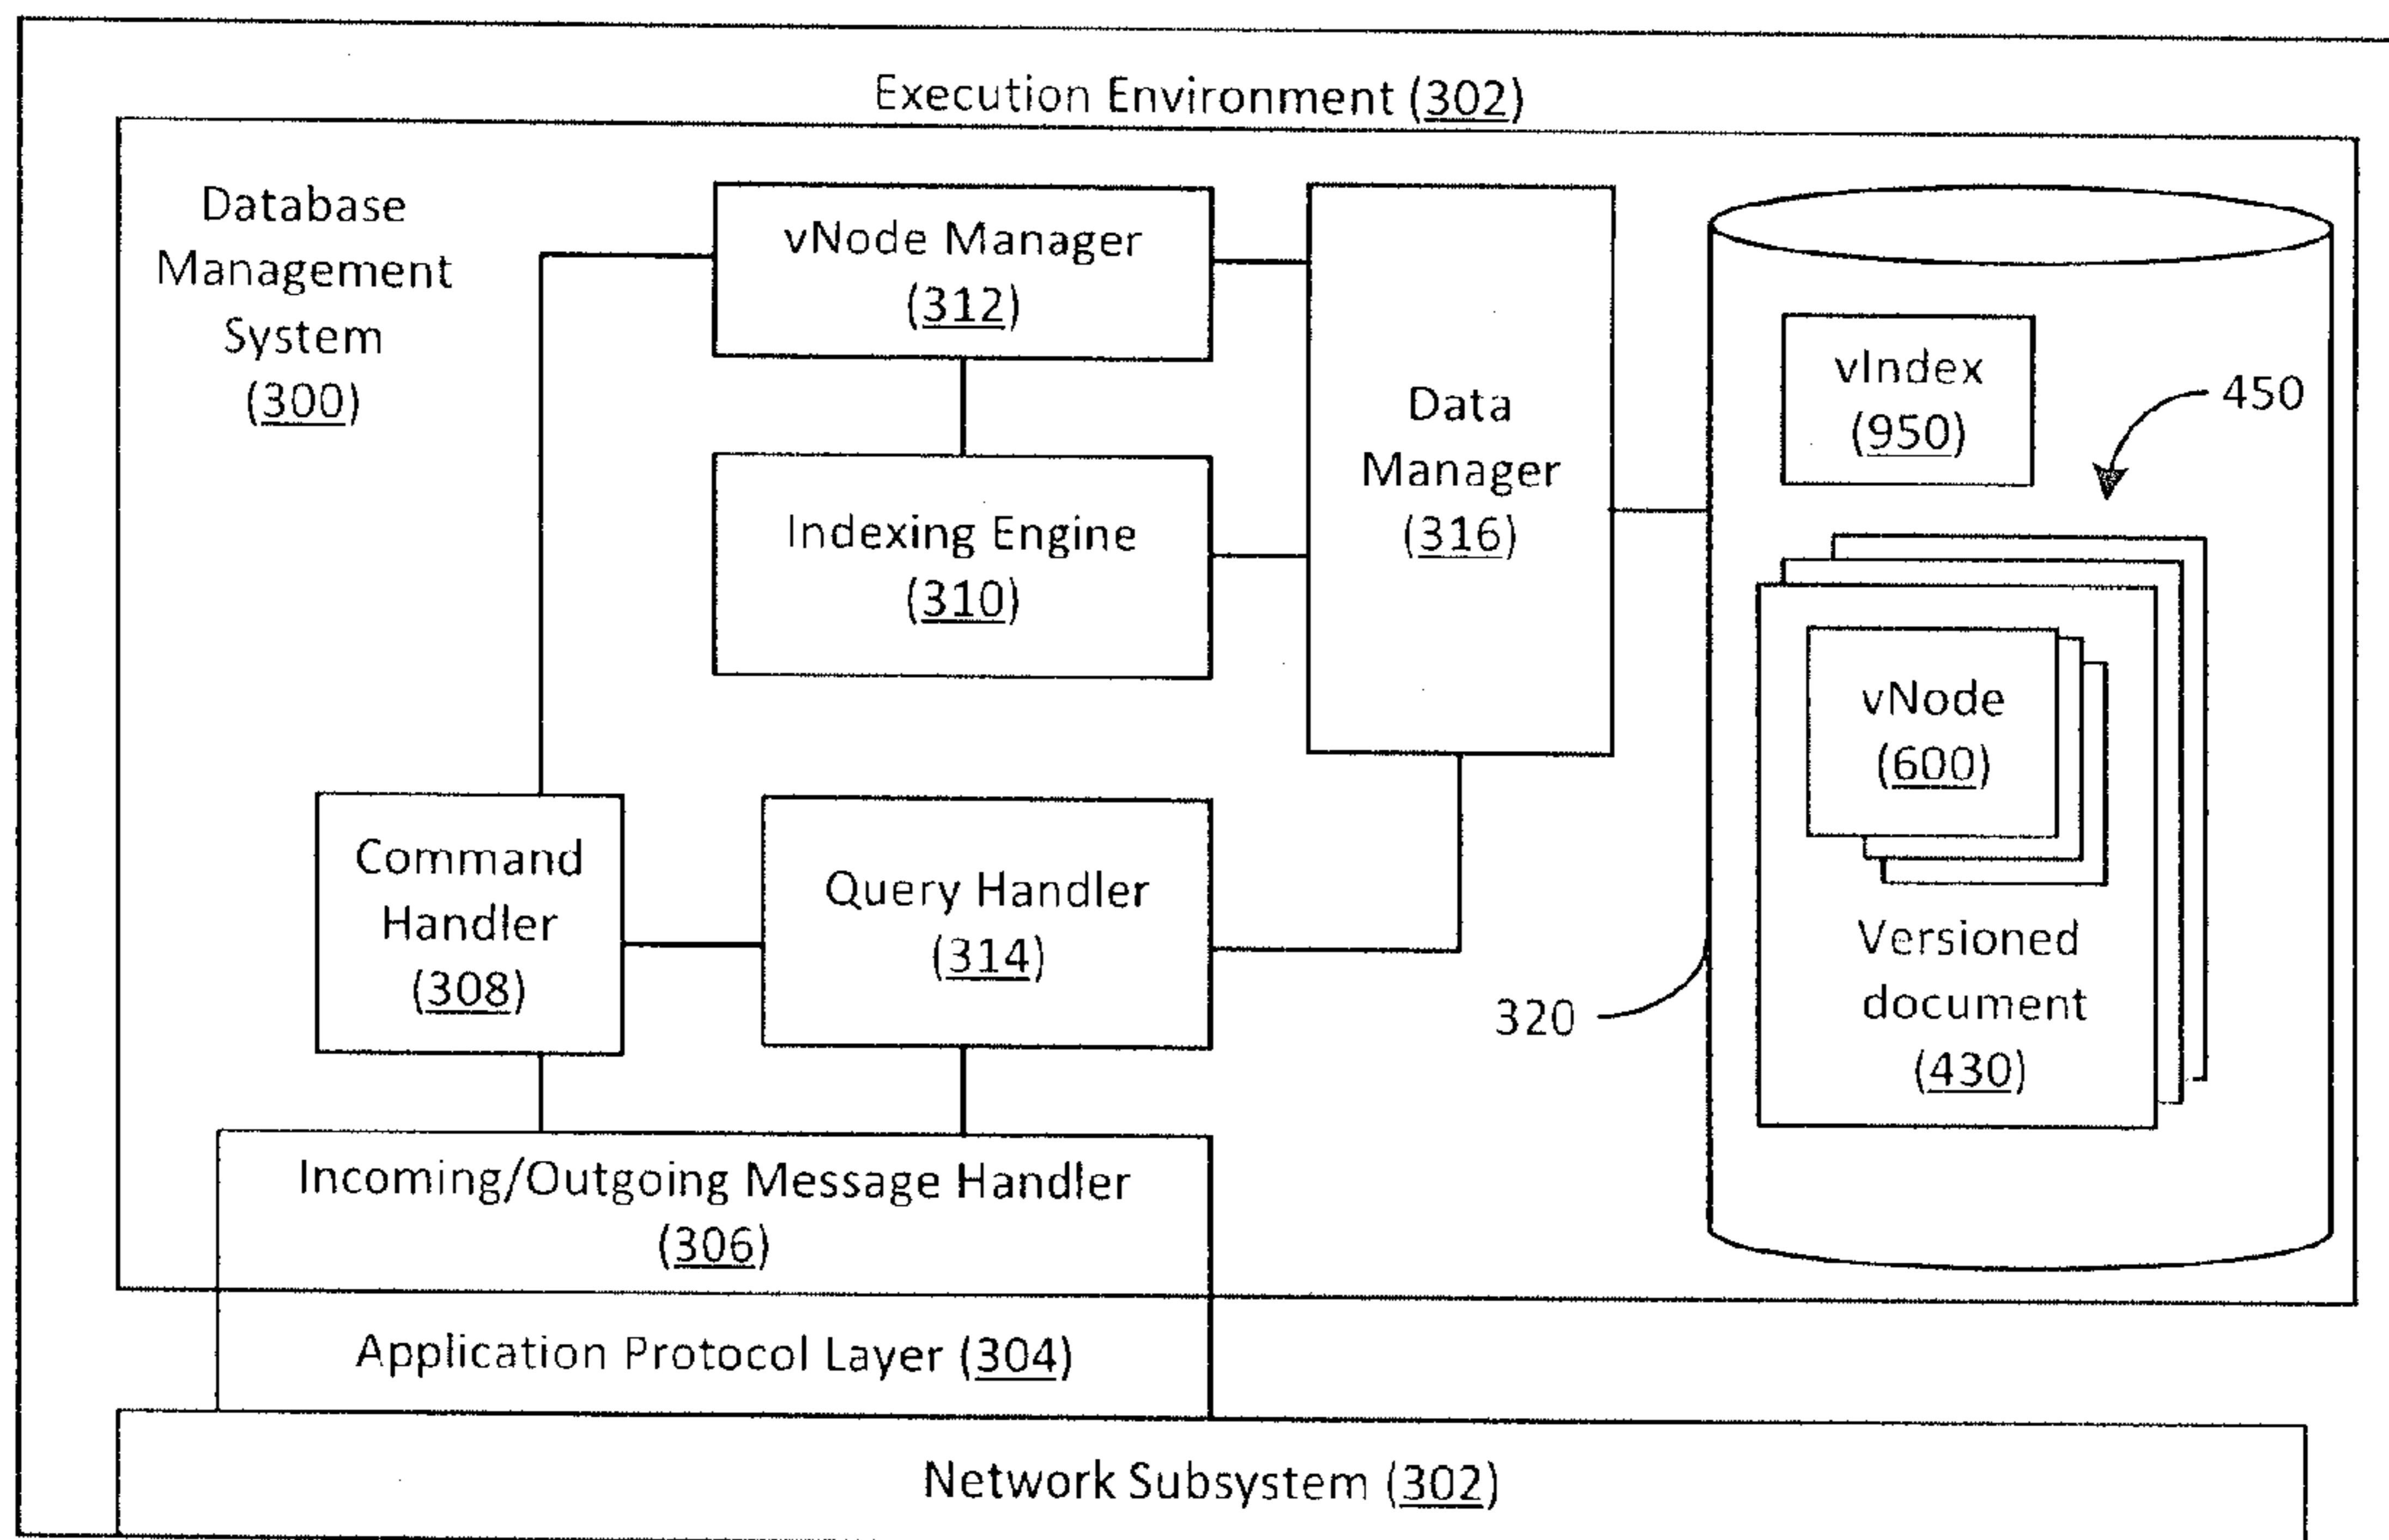 Execution Environment (302)
Database
Management
System
(300)
vNode Manager
(312)
Indexing Engine
(310)
Data
Manager
(316)
vIndex
(950)
450
vNode
(600)
Versioned
document
(430)
320
Command
Handler
(308)
Query Handler
(314)
Incoming/Outgoing Message Handler
(306)
Application Protocol Layer (304)
Network Subsystem (302)